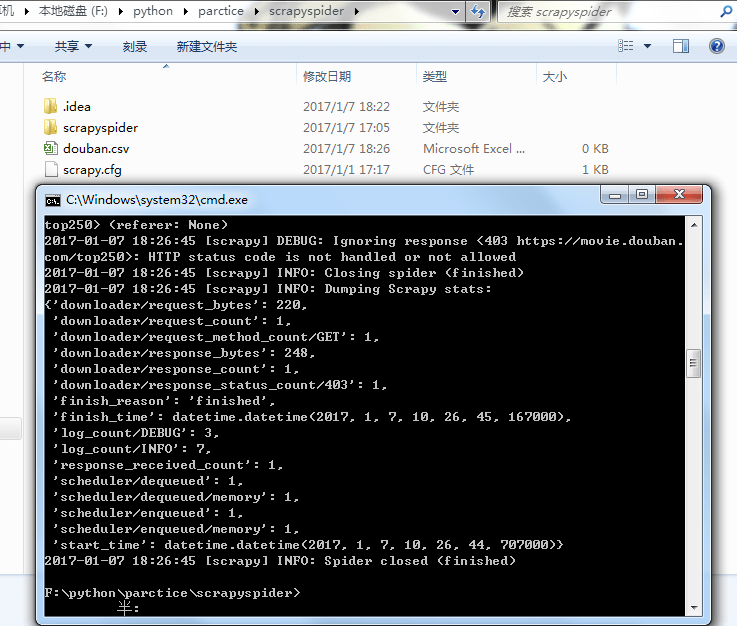 机 本地磁盘 (F:) python parctice scrapyspider 搜索 scrapyspider
中 共享 刻录 新建文件夹
名称 修改日期 类型 大小
.idea 2017/1/7 18:22 文件夹
scrapyspider 2017/1/7 17:05 文件夹
douban.csv 2017/1/7 18:26 Microsoft Excel ... 0 KB
scrapy.cfg 2017/1/1 17:17 CFG 文件 1 KB
C:\Windows\system32\cmd.exe
top250> (referer: None)
2017-01-07 18:26:45 [scrapy] DEBUG: Ignoring response <403 https://movie.douban.
com/top250>: HTTP status code is not handled or not allowed
2017-01-07 18:26:45 [scrapy] INFO: Closing spider (finished)
2017-01-07 18:26:45 [scrapy] INFO: Dumping Scrapy stats:
{'downloader/request_bytes': 220,
'downloader/request_count': 1,
'downloader/request_method_count/GET': 1,
'downloader/response_bytes': 248,
'downloader/response_count': 1,
'downloader/response_status_count/403': 1,
'finish_reason': 'finished',
'finish_time': datetime.datetime(2017, 1, 7, 10, 26, 45, 167000),
'log_count/DEBUG': 3,
'log_count/INFO': 7,
'response_received_count': 1,
'scheduler/dequeued': 1,
'scheduler/dequeued/memory': 1,
'scheduler/enqueued': 1,
'scheduler/enqueued/memory': 1,
'start_time': datetime.datetime(2017, 1, 7, 10, 26, 44, 707000)}
2017-01-07 18:26:45 [scrapy] INFO: Spider closed (finished)
F:\python\parctice\scrapyspider>
半: